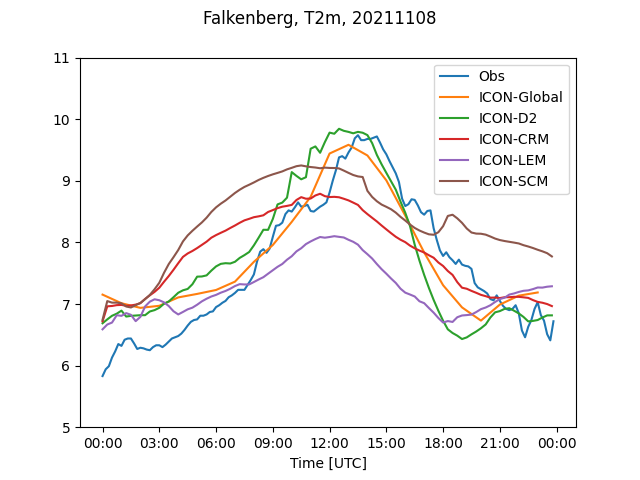 Falkenberg, T2m, 20211108
11
10
9
8
7
6
5
Obs
ICON-Global
ICON-D2
ICON-CRM
ICON-LEM
ICON-SCM
00:00 03:00 06:00 09:00 12:00 15:00 18:00 21:00 00:00
Time [UTC]